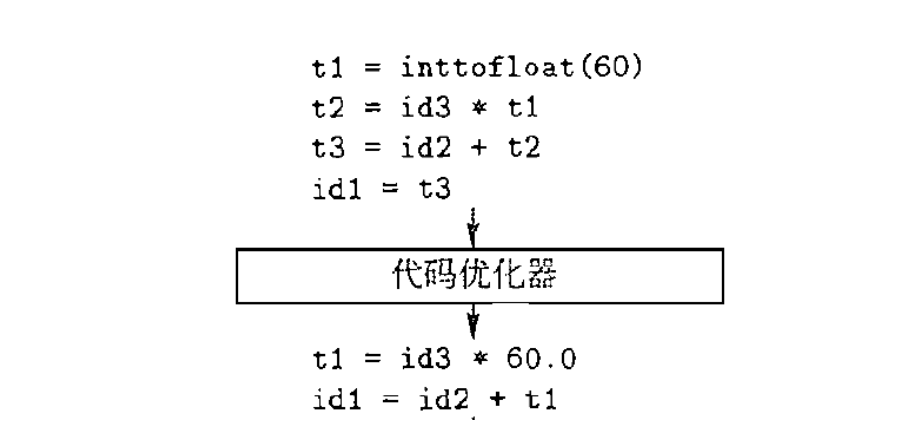 t1 = inttofloat(60)
t2 = id3 * t1
t3 = id2 + t2
id1 = t3
代码优化器
t1 = id3 * 60.0
id1 = id2 + t1